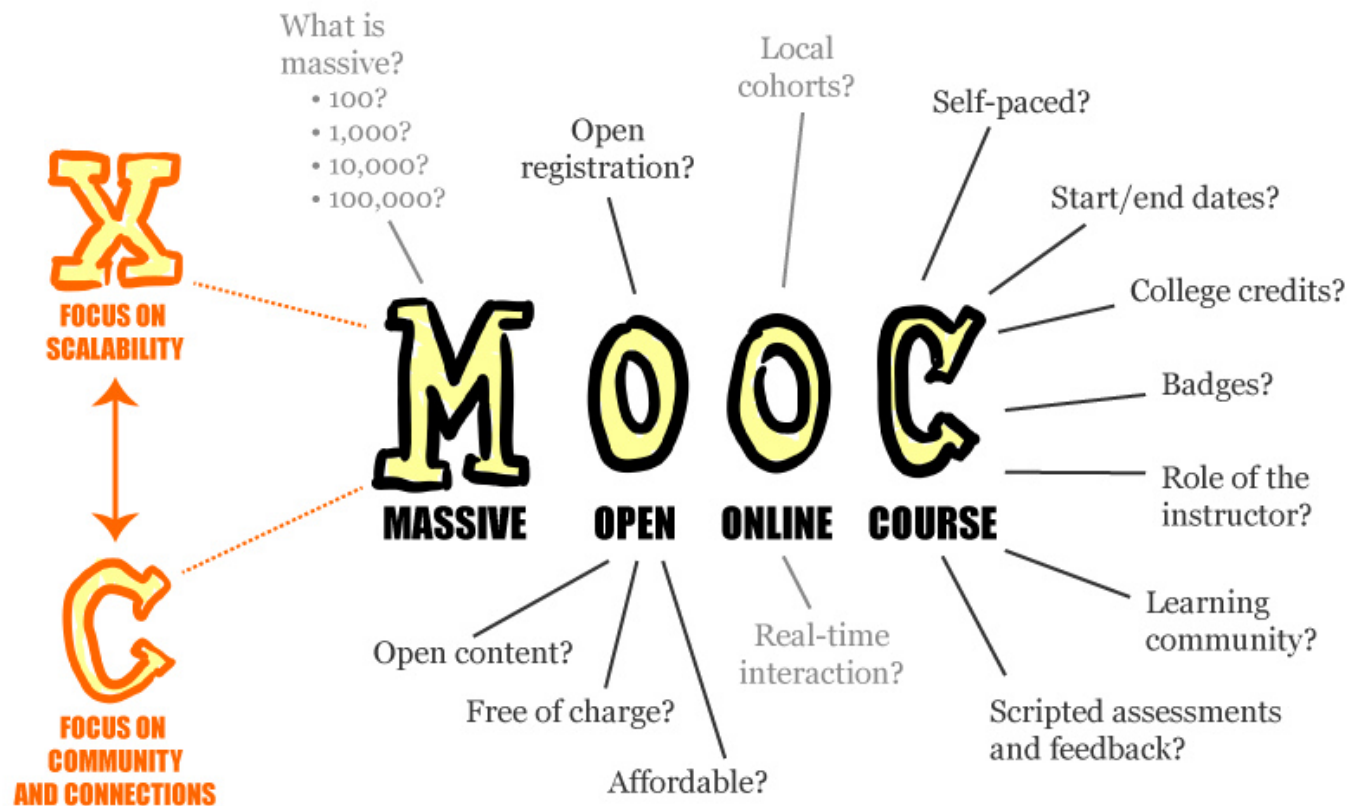 What is
massive?
• 100?
• 1,000?
• 10,000?
• 100,000?
Open
registration?
Local
cohorts?
Self-paced?
Start/end dates?
College credits?
Badges?
Role of the
instructor?
Learning
community?
Scripted assessments
and feedback?
X
FOCUS ON
SCALABILITY
C
FOCUS ON
COMMUNITY
AND CONNECTIONS
MOOC
MASSIVE OPEN ONLINE COURSE
Open content?
Free of charge?
Affordable?
Real-time
interaction?